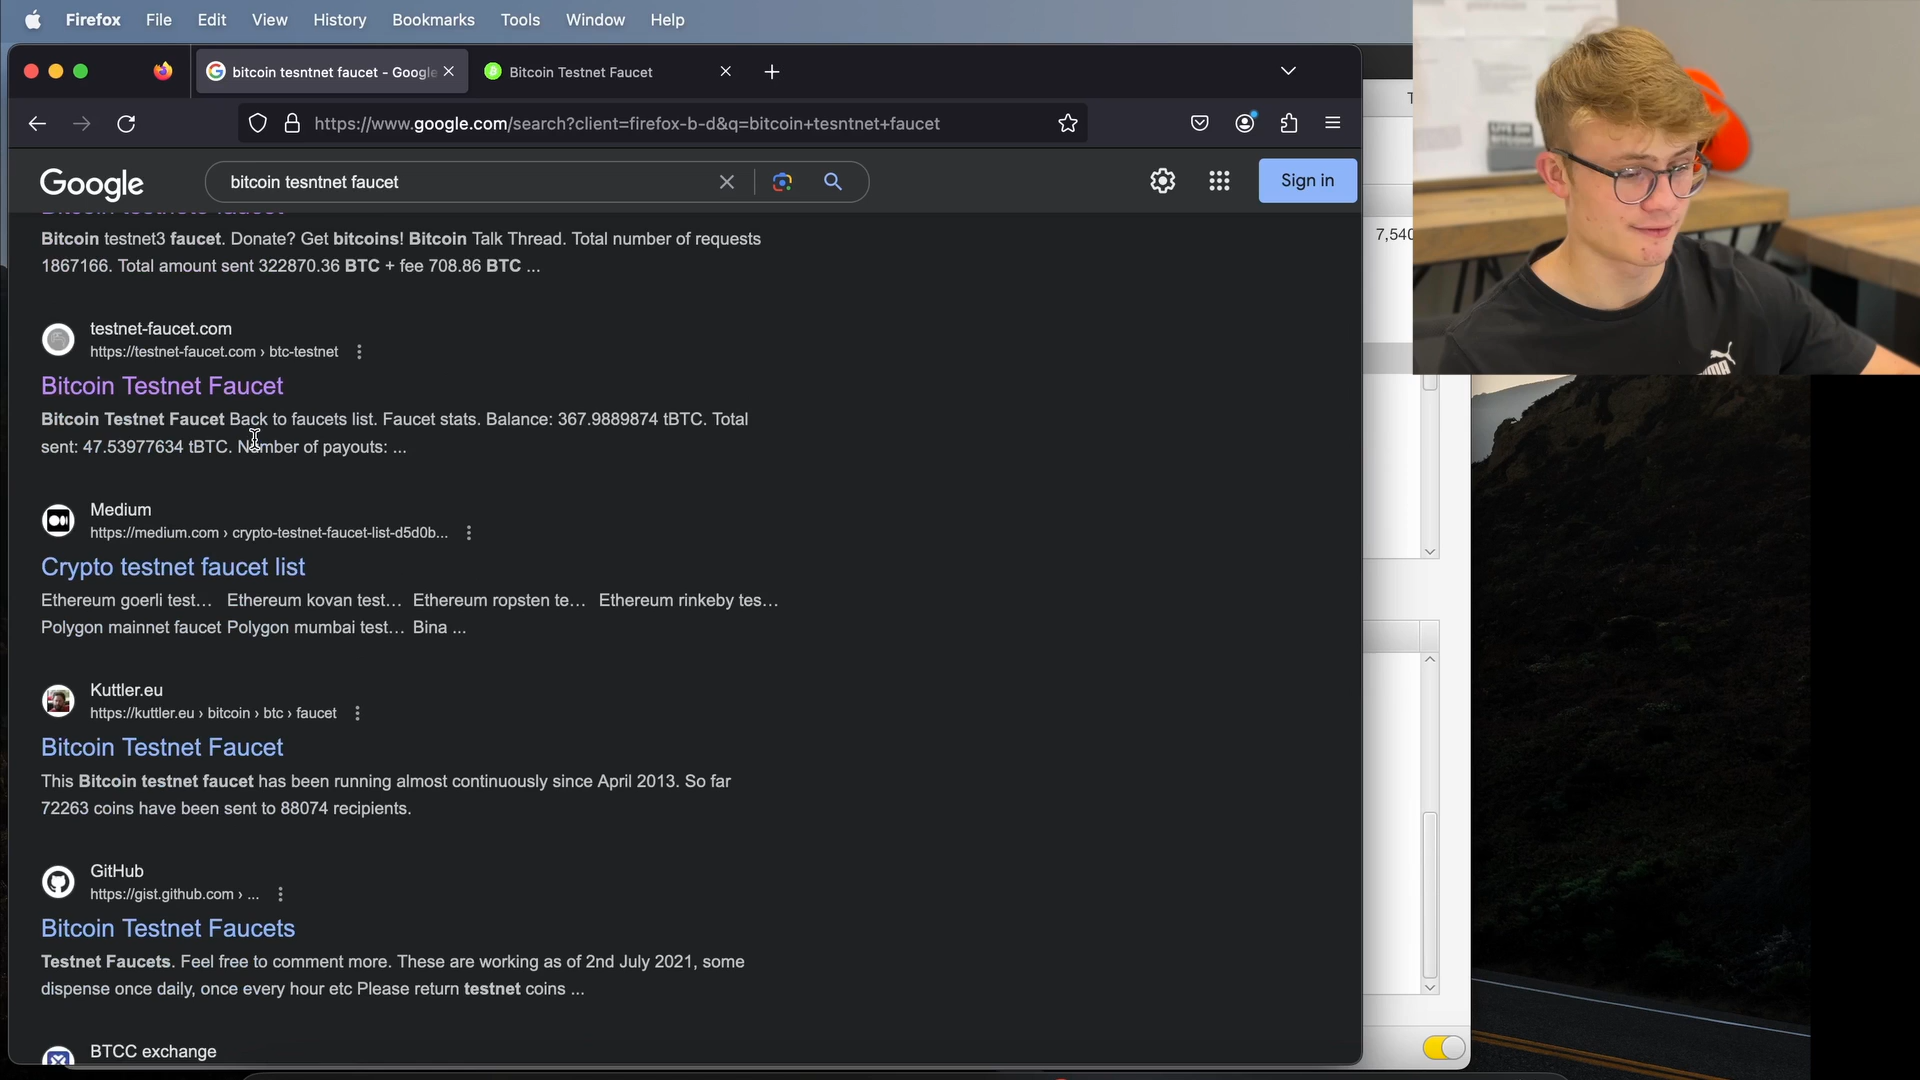 Firefox File Edit View History Bookmarks Tools Window Help
bitcoin tesntnet faucet - Google
Bitcoin Testnet Faucet
https://www.google.com/search?client=firefox-b-d&q=bitcoin+tesntnet+faucet
Google
bitcoin tesntnet faucet
Sign in
Bitcoin testnet3 faucet. Donate? Get bitcoins! Bitcoin Talk Thread. Total number of requests
1867166. Total amount sent 322870.36 BTC + fee 708.86 BTC ...
7,540
testnet-faucet.com
https://testnet-faucet.com › btc-testnet
Bitcoin Testnet Faucet
Bitcoin Testnet Faucet Back to faucets list. Faucet stats. Balance: 367.9889874 tBTC. Total
sent: 47.53977634 tBTC. Number of payouts: ...
Medium
https://medium.com › crypto-testnet-faucet-list-d5d0b...
Crypto testnet faucet list
Ethereum goerli test... Ethereum kovan test... Ethereum ropsten te... Ethereum rinkeby tes...
Polygon mainnet faucet Polygon mumbai test... Bina ...
Kuttler.eu
https://kuttler.eu › bitcoin › btc › faucet
Bitcoin Testnet Faucet
This Bitcoin testnet faucet has been running almost continuously since April 2013. So far
72263 coins have been sent to 88074 recipients.
GitHub
https://gist.github.com › ...
Bitcoin Testnet Faucets
Testnet Faucets. Feel free to comment more. These are working as of 2nd July 2021, some
dispense once daily, once every hour etc Please return testnet coins ...
BTCC exchange